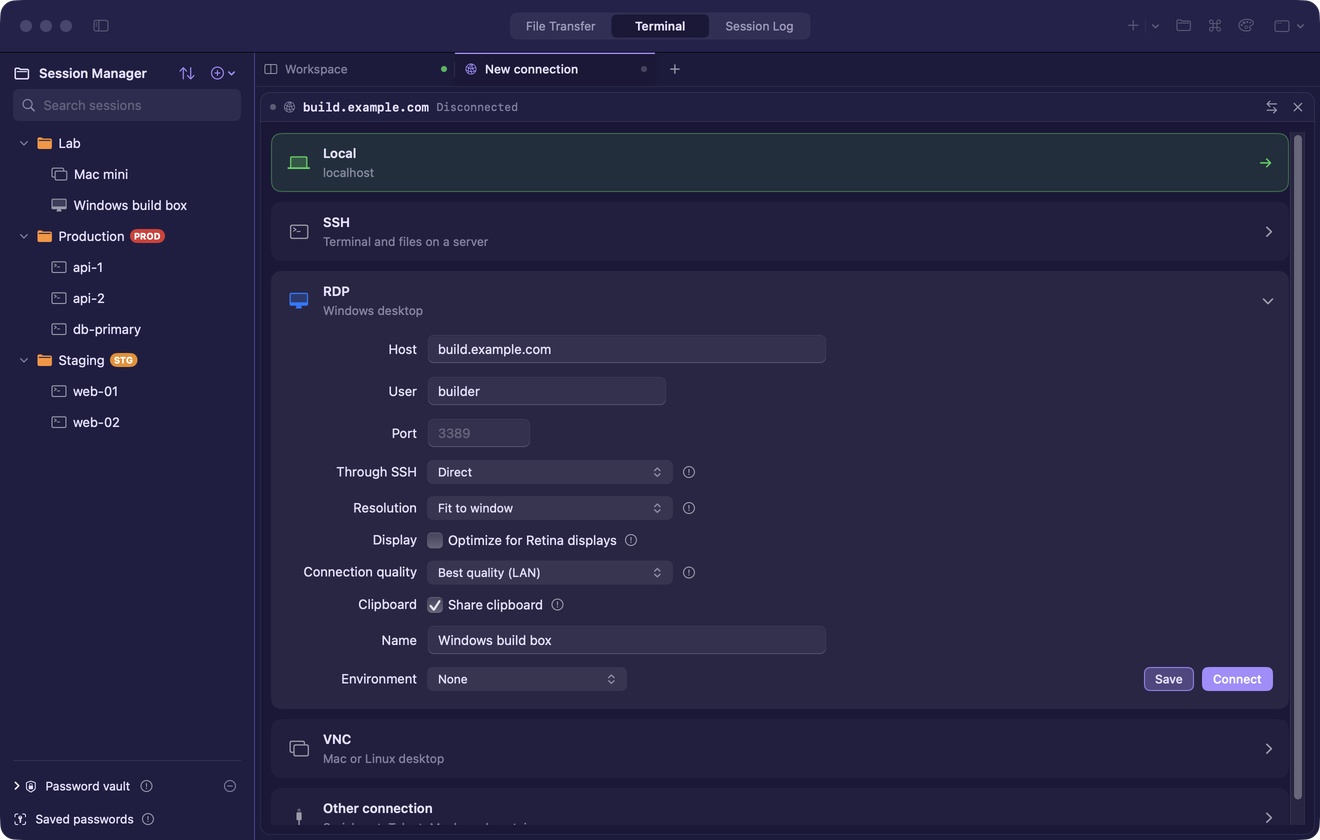 File Transfer
Terminal
Session Log
Session Manager
Search sessions
Lab
Mac mini
Windows build box
Production PROD
api-1
api-2
db-primary
Staging STG
web-01
web-02
Password vault
Saved passwords
Workspace
New connection
build.example.com Disconnected
Local
localhost
SSH
Terminal and files on a server
RDP
Windows desktop
Host build.example.com
User builder
Port 3389
Through SSH Direct
Resolution Fit to window
Display Optimize for Retina displays
Connection quality Best quality (LAN)
Clipboard Share clipboard
Name Windows build box
Environment None
Save Connect
VNC
Mac or Linux desktop
Other connection